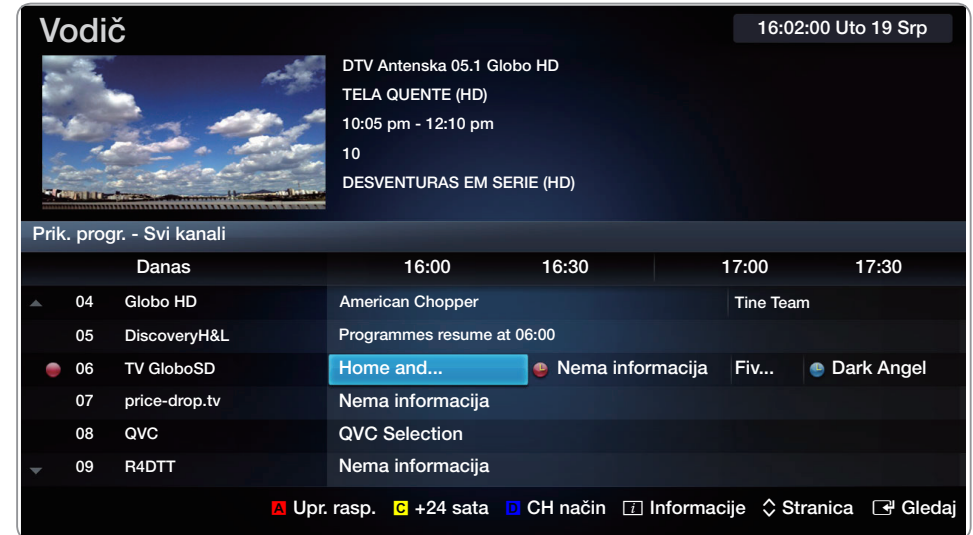 Vodič
16:02:00 Uto 19 Srp
DTV Antenska 05.1 Globo HD
TELA QUENTE (HD)
10:05 pm - 12:10 pm
10
DESVENTURAS EM SERIE (HD)
Prik. progr. - Svi kanali
Danas 16:00 16:30 17:00 17:30
04 Globo HD American Chopper Tine Team
05 DiscoveryH&L Programmes resume at 06:00
06 TV GloboSD Home and... Nema informacija Fiv... Dark Angel
07 price-drop.tv Nema informacija
08 QVC QVC Selection
09 R4DTT Nema informacija
A Upr. rasp. C +24 sata D CH način i Informacije Stranica Gledaj